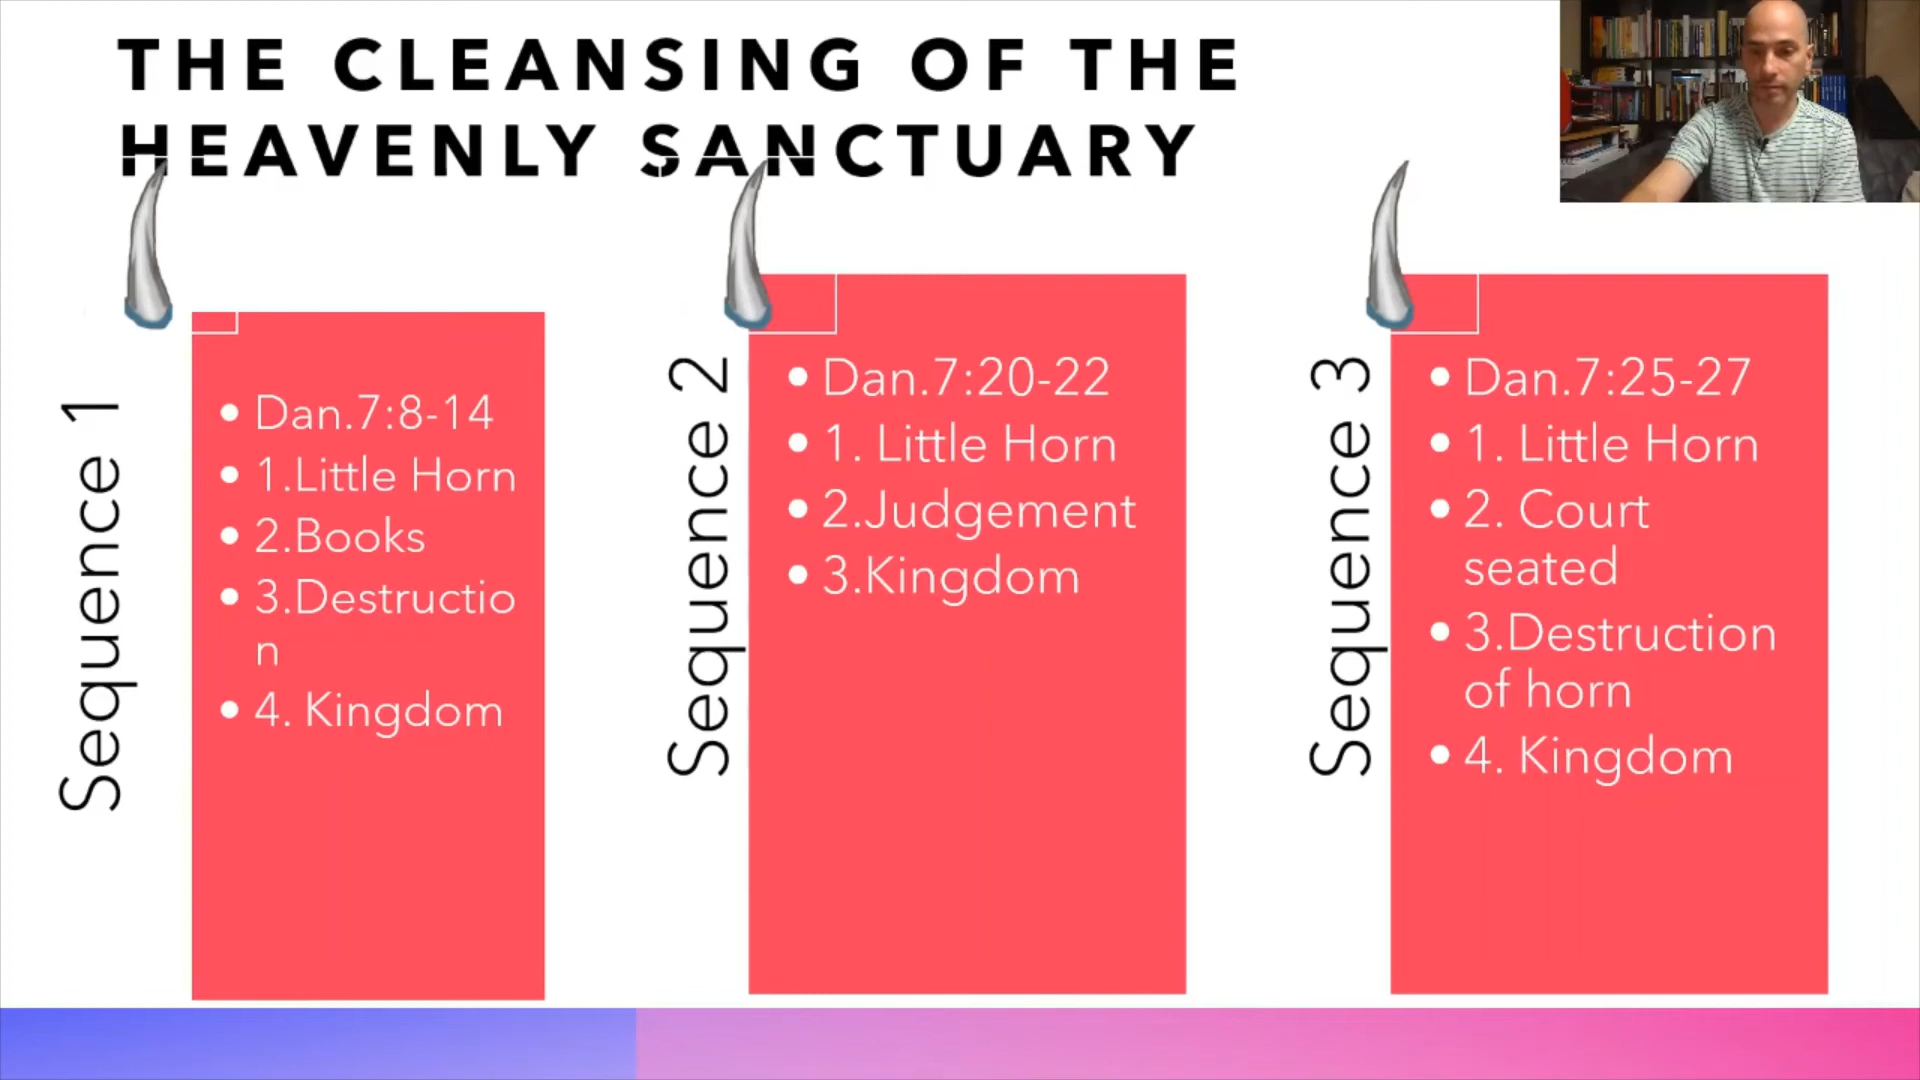 THE CLEANSING OF THE
HEAVENLY SANCTUARY
Sequence 1
• Dan.7:8-14
• 1.Little Horn
• 2.Books
• 3.Destructio
n
• 4. Kingdom
Sequence 2
• Dan.7:20-22
• 1. Little Horn
• 2.Judgement
• 3.Kingdom
Sequence 3
• Dan.7:25-27
• 1. Little Horn
• 2. Court
seated
• 3.Destruction
of horn
• 4. Kingdom